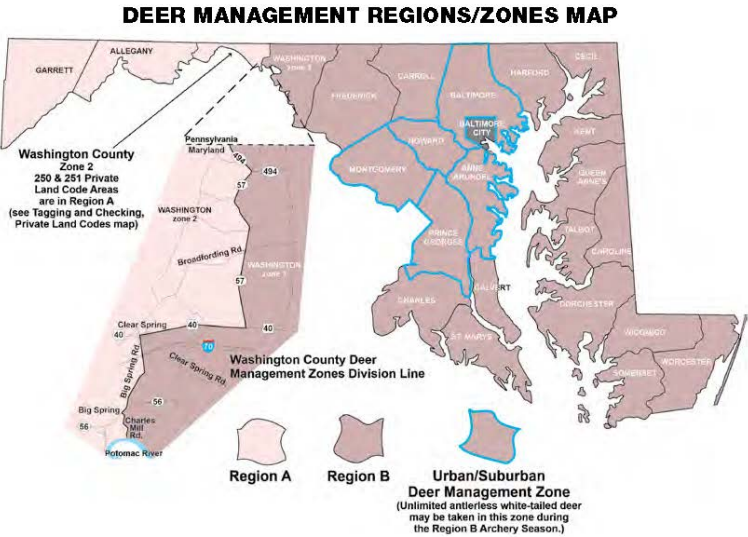 DEER MANAGEMENT REGIONS/ZONES MAP
GARRETT
ALLEGANY
WASHINGTON
zone 1
FREDERICK
CARROLL
BALTIMORE
HARFORD
CECIL
BALTIMORE
CITY
KENT
HOWARD
MONTGOMERY
ANNE
ARUNDEL
QUEEN
ANNE'S
PRINCE
GEORGES
TALBOT
CAROLINE
CALVERT
CHARLES
ST MARYS
DORCHESTER
WICOMICO
SOMERSET
WORCESTER
Washington County
Zone 2
250 & 251 Private
Land Code Areas
are in Region A
(see Tagging and Checking,
Private Land Codes map)
Pennsylvania
Maryland
494
494
57
WASHINGTON
zone 2
Broadfording Rd.
WASHINGTON
zone 1
57
Clear Spring
40
40
40
70
Big Spring Rd.
Clear Spring Rd.
56
Big Spring
56
Charles
Mill
Rd.
Potomac River
Washington County Deer
Management Zones Division Line
Region A
Region B
Urban/Suburban
Deer Management Zone
(Unlimited antlerless white-tailed deer
may be taken in this zone during
the Region B Archery Season.)